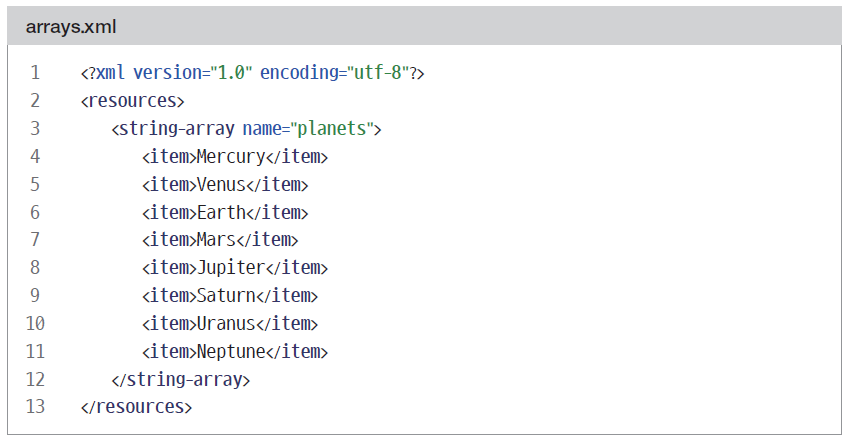 arrays.xml
1 <?xml version="1.0" encoding="utf-8"?>
2 <resources>
3 <string-array name="planets">
4 <item>Mercury</item>
5 <item>Venus</item>
6 <item>Earth</item>
7 <item>Mars</item>
8 <item>Jupiter</item>
9 <item>Saturn</item>
10 <item>Uranus</item>
11 <item>Neptune</item>
12 </string-array>
13 </resources>